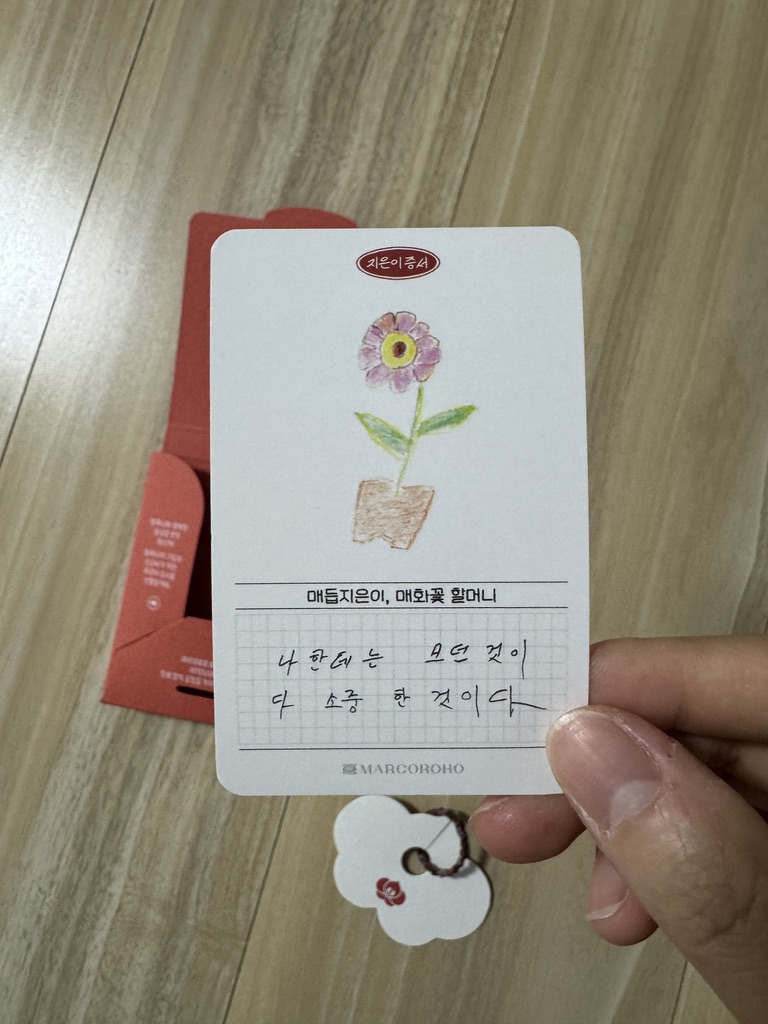 지은이 증서
매듭지은이, 매화꽃 할머니
나 한데 는 모던 것이
다 소중 한 것이다
MARCOROHO